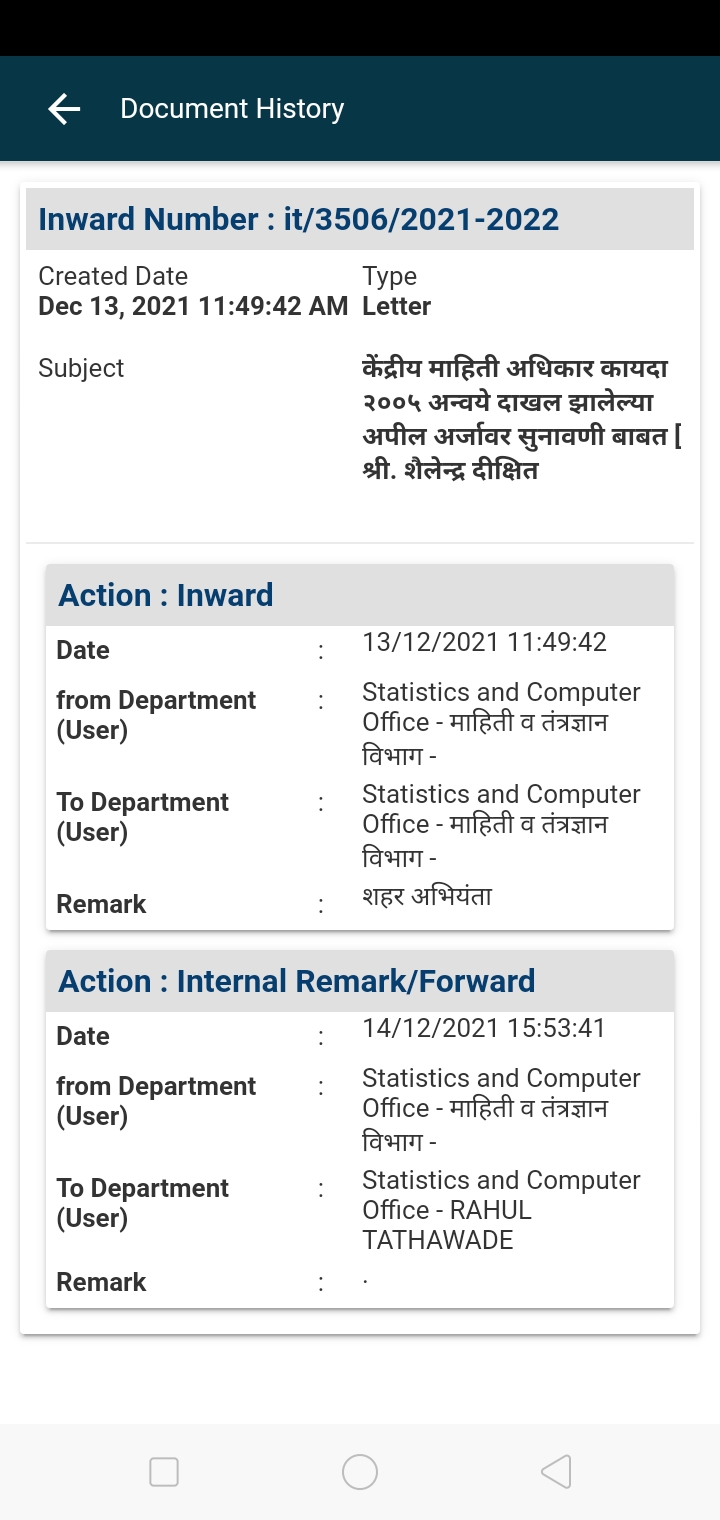 Document History
Inward Number : it/3506/2021-2022
Created Date Type
Dec 13, 2021 11:49:42 AM Letter
Subject केंद्रीय माहिती अधिकार कायदा
२००५ अन्वये दाखल झालेल्या
अपील अर्जावर सुनावणी बाबत [
श्री. शैलेन्द्र दीक्षित
Action : Inward
Date : 13/12/2021 11:49:42
from Department : Statistics and Computer
(User) Office - माहिती व तंत्रज्ञान
विभाग -
To Department : Statistics and Computer
(User) Office - माहिती व तंत्रज्ञान
विभाग -
Remark : शहर अभियंता
Action : Internal Remark/Forward
Date : 14/12/2021 15:53:41
from Department : Statistics and Computer
(User) Office - माहिती व तंत्रज्ञान
विभाग -
To Department : Statistics and Computer
(User) Office - RAHUL
TATHAWADE
Remark : .